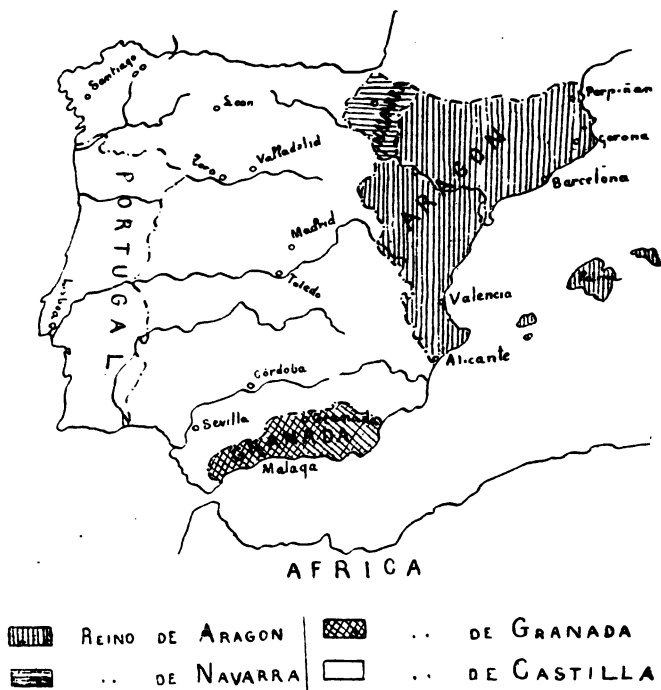 Santiago
Leon
Perpiñan
Gerona
Zora
Valladolid
Barcelona
ARAGON
PORTUGAL
Madrid
Toledo
Lisboa
Valencia
Alicante
Córdoba
Sevilla
Granada
GRANADA
Malaga
AFRICA
REINO DE ARAGON
.. DE GRANADA
.. DE NAVARRA
.. DE CASTILLA